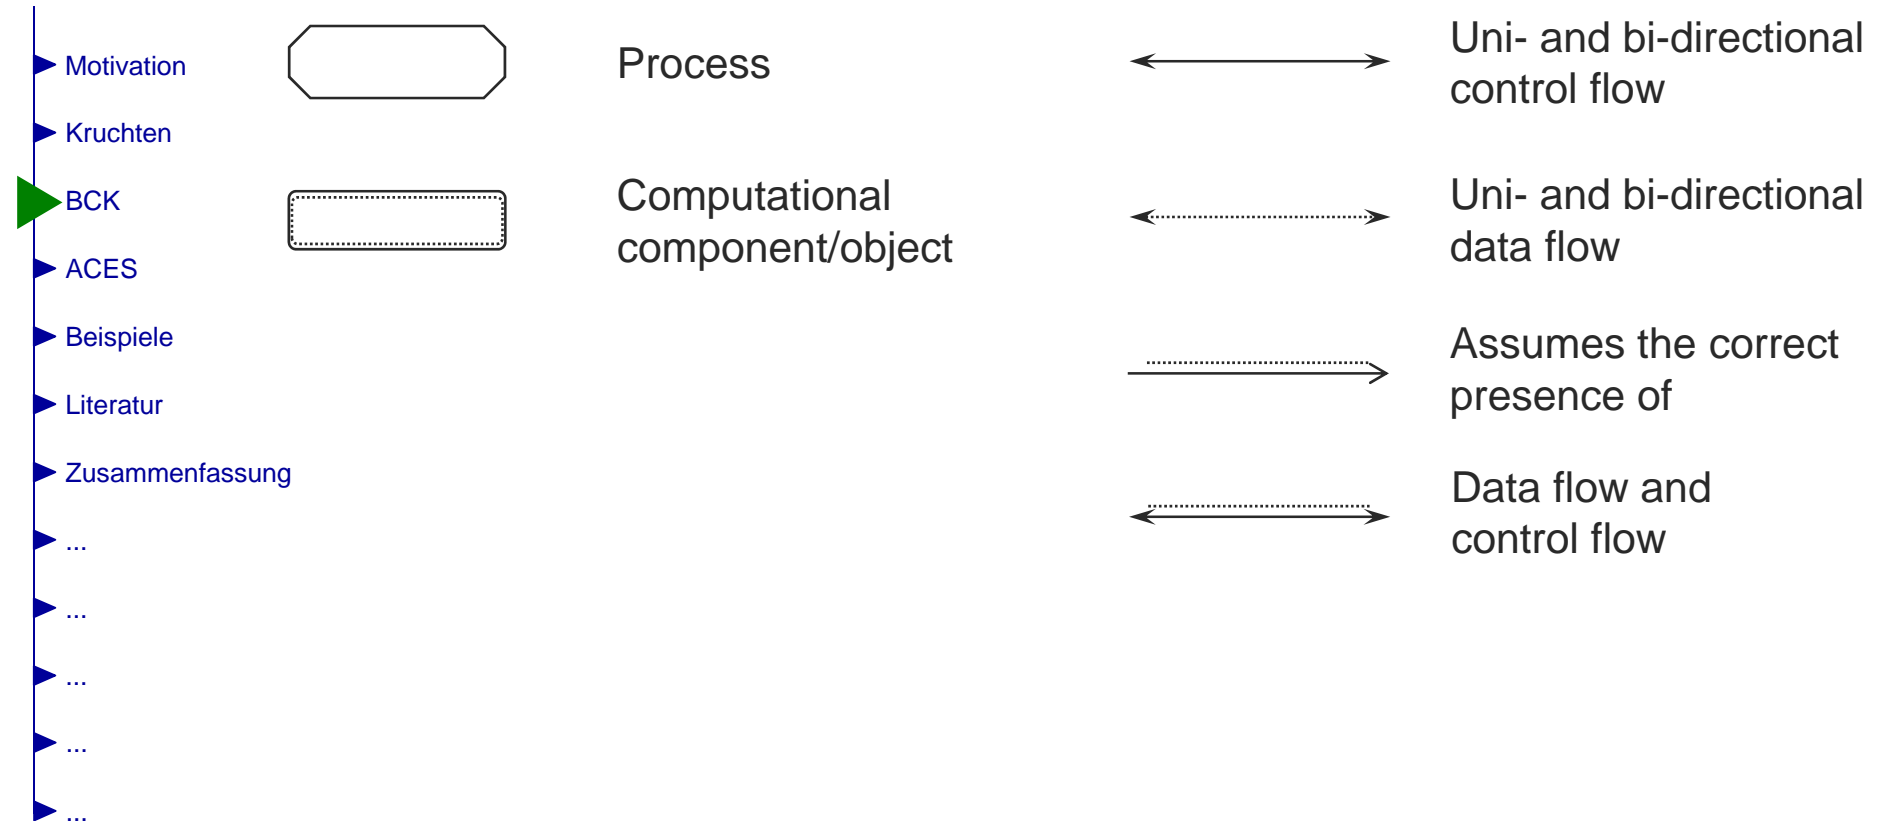 Motivation
Kruchten
BCK
ACES
Beispiele
Literatur
Zusammenfassung
...
...
...
...
...
Process
Computational
component/object
Uni- and bi-directional
control flow
Uni- and bi-directional
data flow
Assumes the correct
presence of
Data flow and
control flow